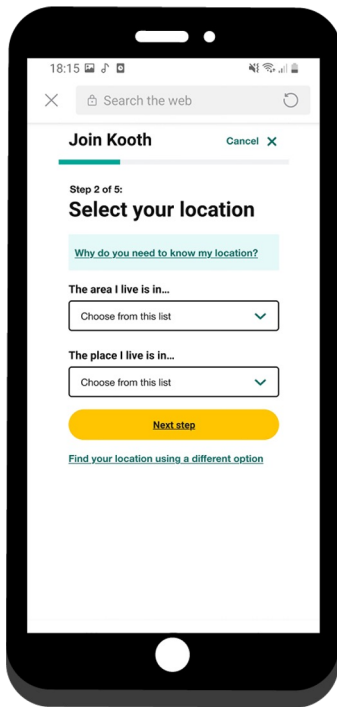 18:15
Search the web
Join Kooth
Cancel
Step 2 of 5:
Select your location
Why do you need to know my location?
The area I live is in...
Choose from this list
The place I live is in...
Choose from this list
Next step
Find your location using a different option